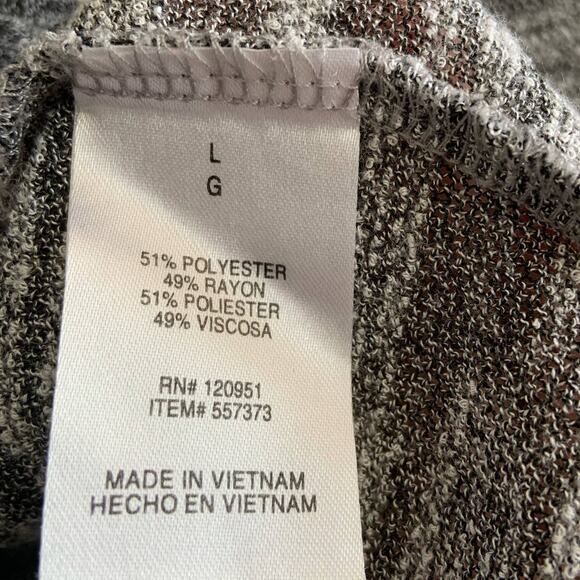 L
G
51% POLYESTER
49% RAYON
51% POLIESTER
49% VISCOSA
RN# 120951
ITEM# 557373
MADE IN VIETNAM
HECHO EN VIETNAM